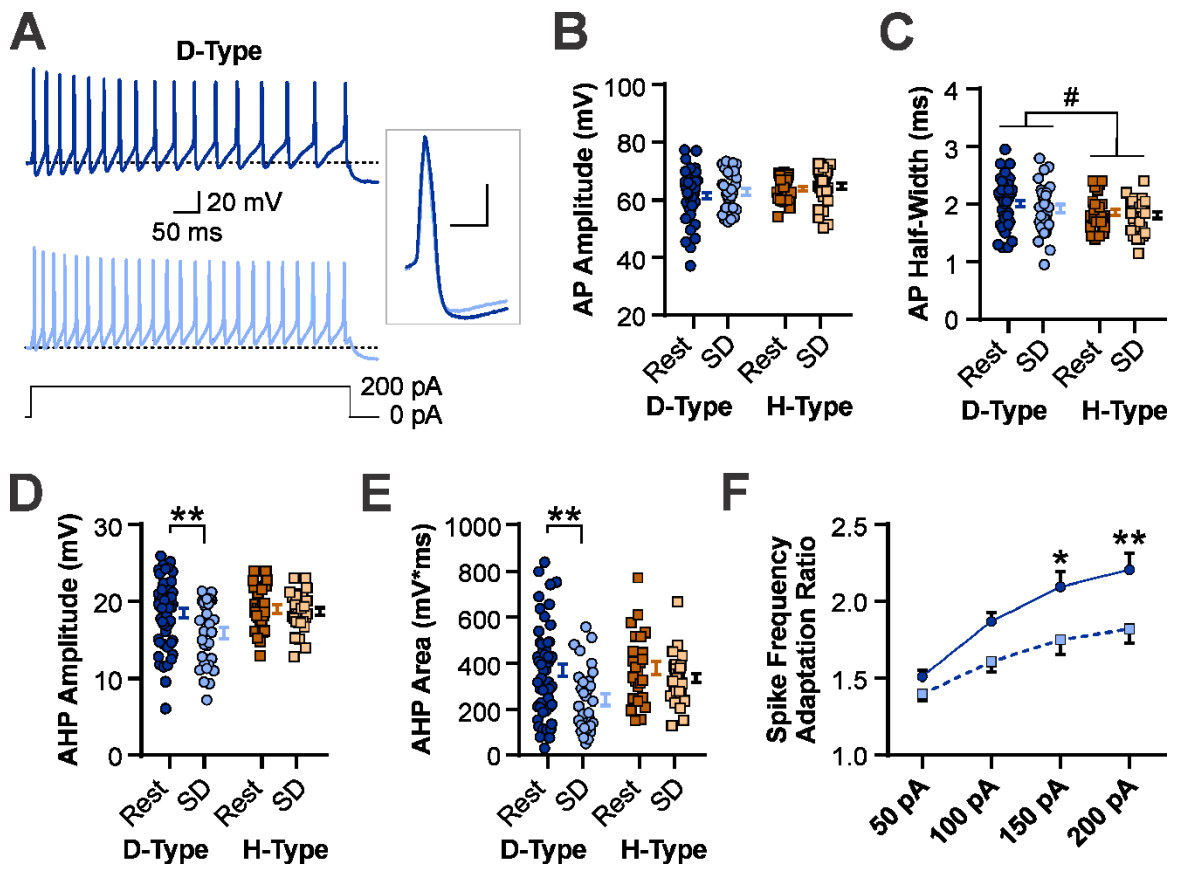 A
D-Type
20 mV
50 ms
200 pA
0 pA
B
AP Amplitude (mV)
100
80
60
40
20
Rest
SD
Rest
SD
D-Type
H-Type
C
AP Half-Width (ms)
4
3
2
1
0
#
Rest
SD
Rest
SD
D-Type
H-Type
D
AHP Amplitude (mV)
30
20
10
0
**
Rest
SD
Rest
SD
D-Type
H-Type
E
AHP Area (mV*ms)
1000
800
600
400
200
0
**
Rest
SD
Rest
SD
D-Type
H-Type
F
Spike Frequency
Adaptation Ratio
2.5
2.0
1.5
1.0
*
**
50 pA
100 pA
150 pA
200 pA